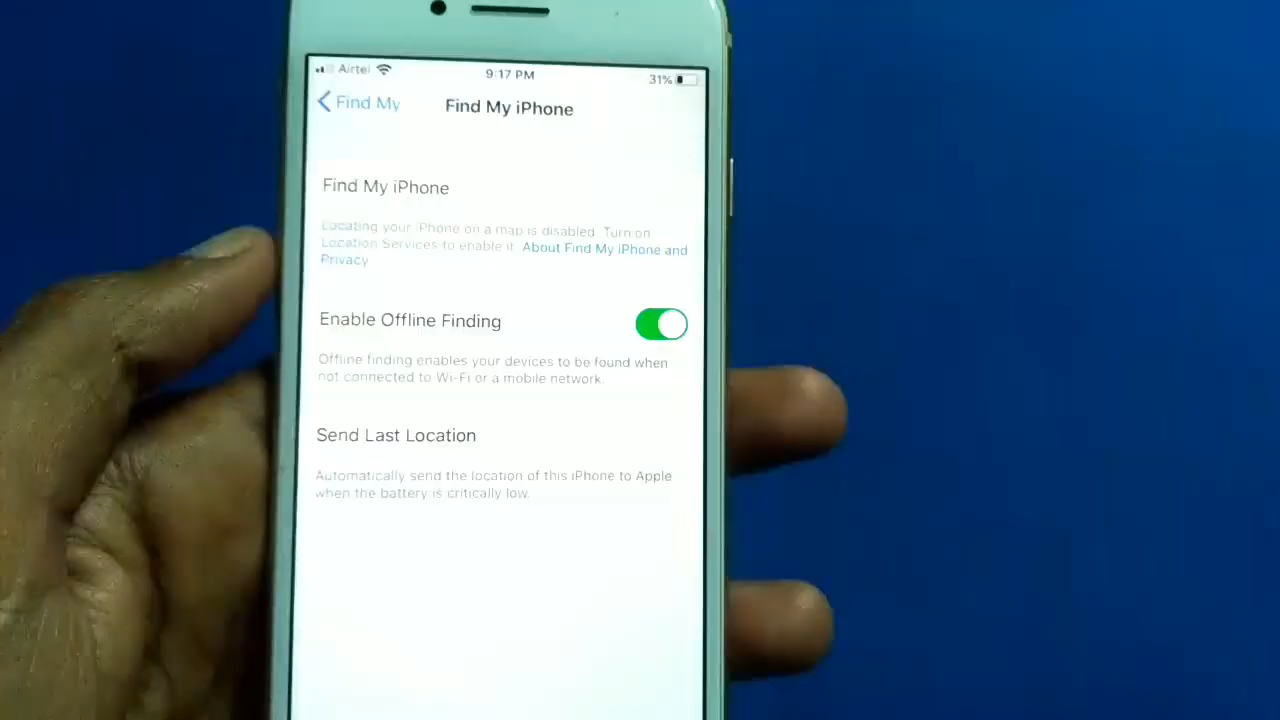 Airtel
9:17 PM
31%
Find My
Find My iPhone
Find My iPhone
Locating your iPhone on a map is disabled. Turn on
Location Services to enable it. About Find My iPhone and
Privacy
Enable Offline Finding
Offline finding enables your devices to be found when
not connected to Wi-Fi or a mobile network.
Send Last Location
Automatically send the location of this iPhone to Apple
when the battery is critically low.